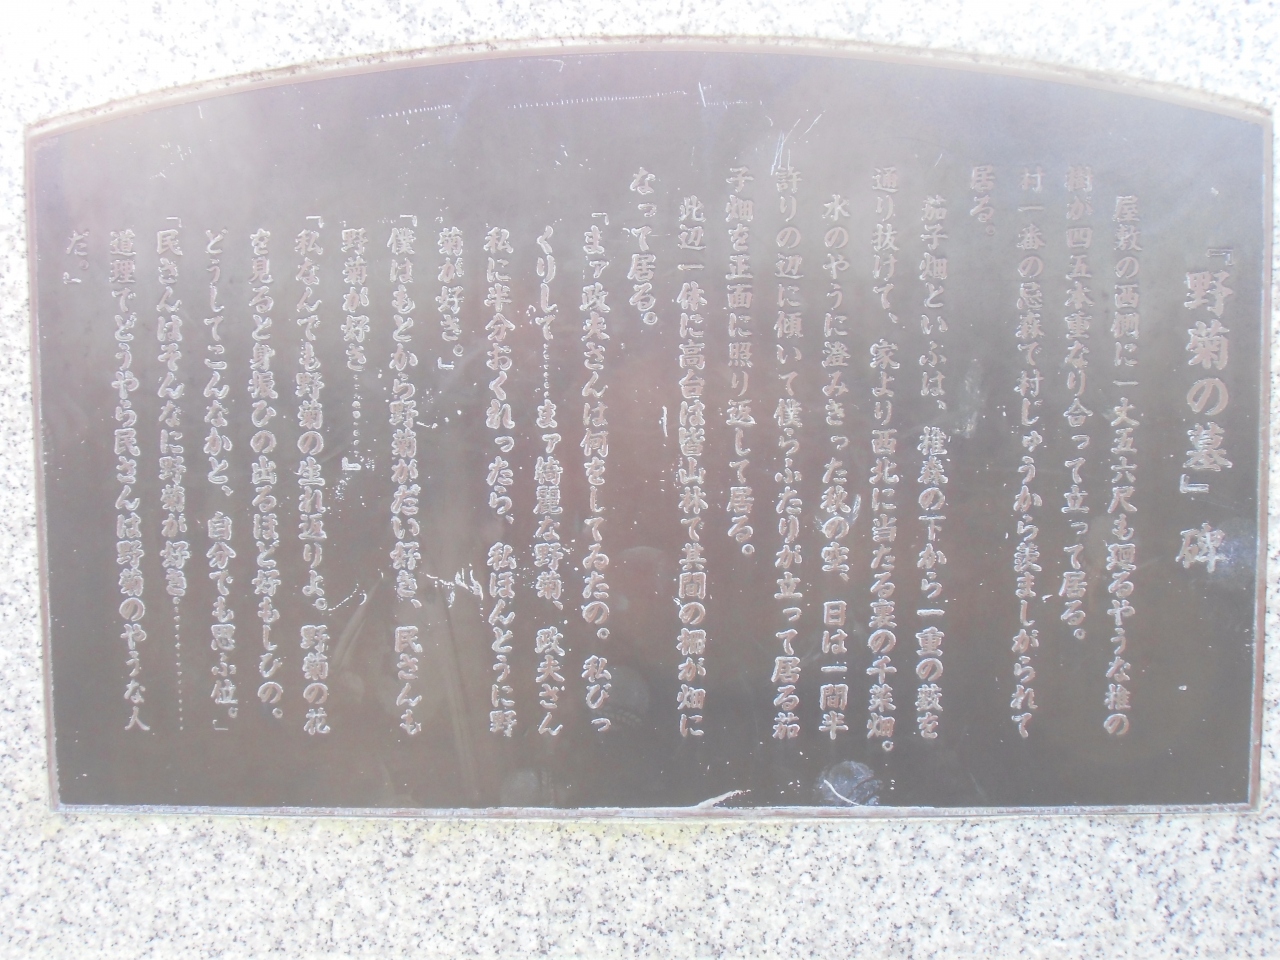 『野菊の墓』碑
屋敷の西側に一丈五六尺も廻るやうな椎の
樹が四五本重なり合って立って居る。
村一番の忌森で村じゅうから羨ましがられて
居る。
茄子畑といふは、椎森の下から一重の藪を
通り抜けて、家より西北に当たる裏の千菜畑。
水のやうに澄みきった秋の空、日は一間半
許りの辺に傾いて僕らふたりが立って居る茄
子畑を正面に照り返して居る。
此辺一体に高台は皆山林で其間の柵が畑に
なって居る。
「まァ政夫さんは何をしてゐたの。私びっ
くりして………まァ綺麗な野菊、政夫さん
私に半分おくれったら、私ほんとうに野
菊が好き。」
「僕はもとから野菊がだい好き、民さんも
野菊が好き…………」
「私なんでも野菊の生れ返りよ。野菊の花
を見ると身振ひの出るほど好もしひの。
どうしてこんなかと、自分でも思ふ位。」
「民さんはそんなに野菊が好き…………
道理でどうやら民さんは野菊のやうな人
だ。」